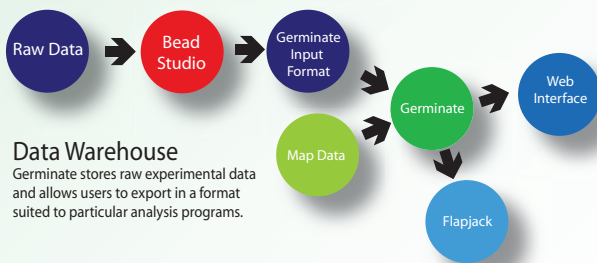 Raw Data
Bead
Studio
Germinate
Input
Format
Germinate
Web
Interface
Map Data
Flapjack
Data Warehouse
Germinate stores raw experimental data
and allows users to export in a format
suited to particular analysis programs.